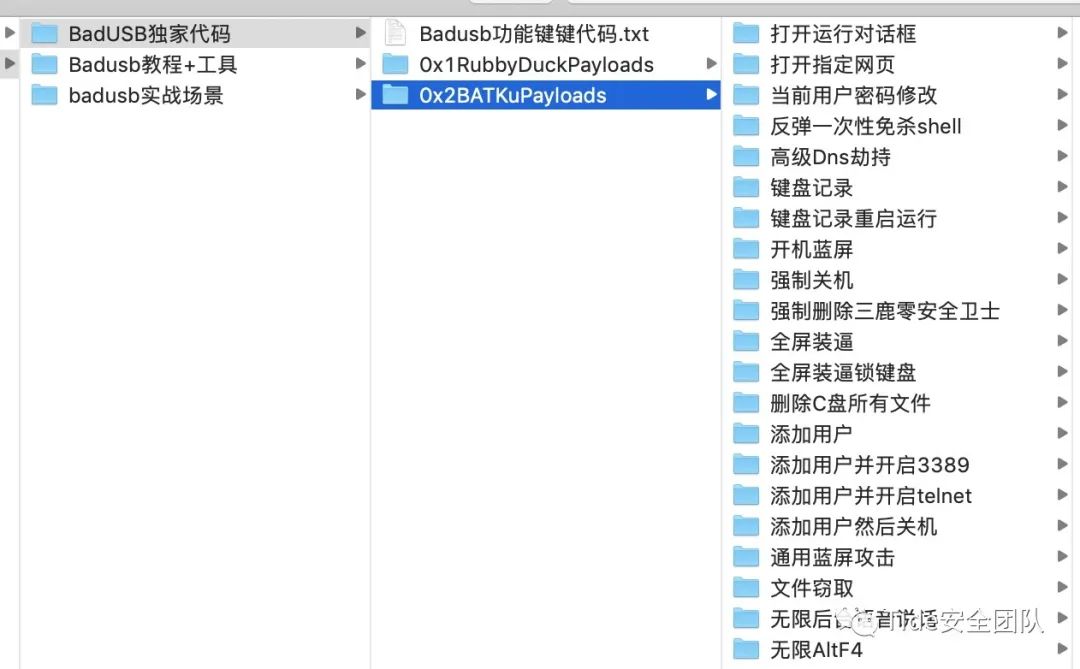 BadUSB独家代码
Badusb教程+工具
badusb实战场景
Badusb功能键键代码.txt
0x1RubbyDuckPayloads
0x2BATKuPayloads
打开运行对话框
打开指定网页
当前用户密码修改
反弹一次性免杀shell
高级Dns劫持
键盘记录
键盘记录重启运行
开机蓝屏
强制关机
强制删除三鹿零安全卫士
全屏装逼
全屏装逼锁键盘
删除C盘所有文件
添加用户
添加用户并开启3389
添加用户并开启telnet
添加用户然后关机
通用蓝屏攻击
文件窃取
无限后台语音说话
Tide安全团队
无限AltF4